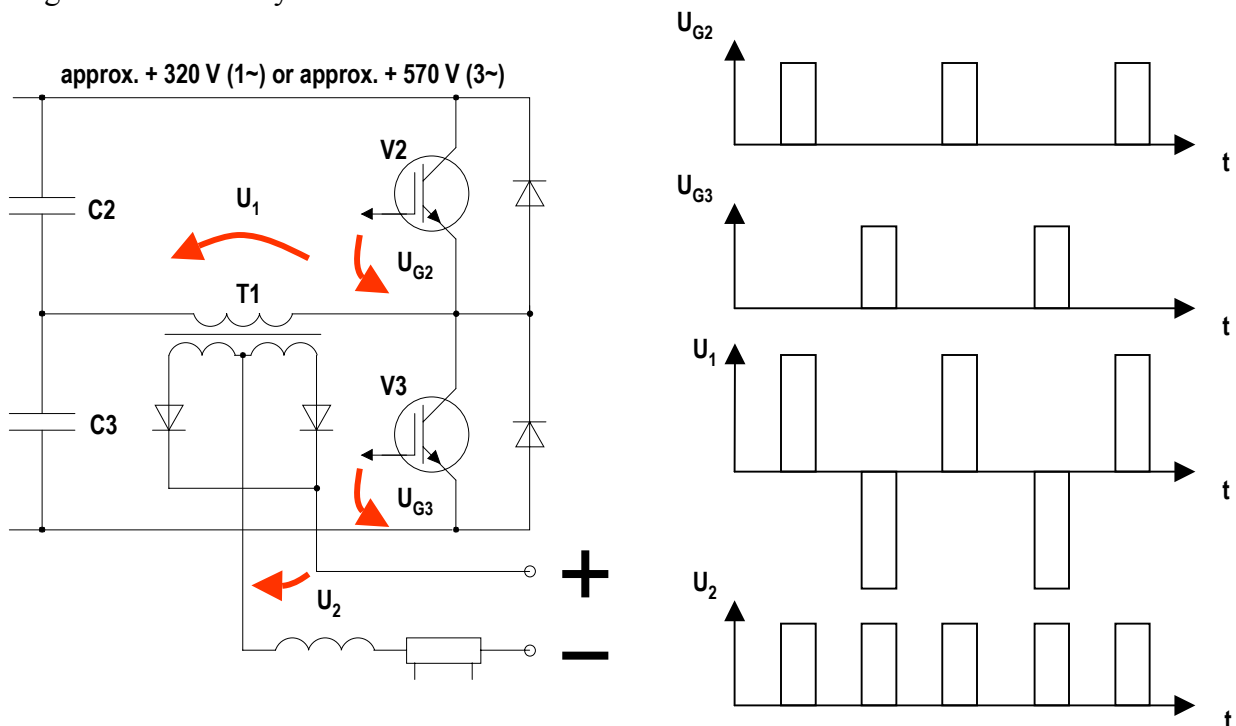 approx. + 320 V (1~) or approx. + 570 V (3~)
V2
C2
U1
UG2
T1
V3
C3
UG3
U2
+
−
UG2
t
UG3
t
U1
t
U2
t